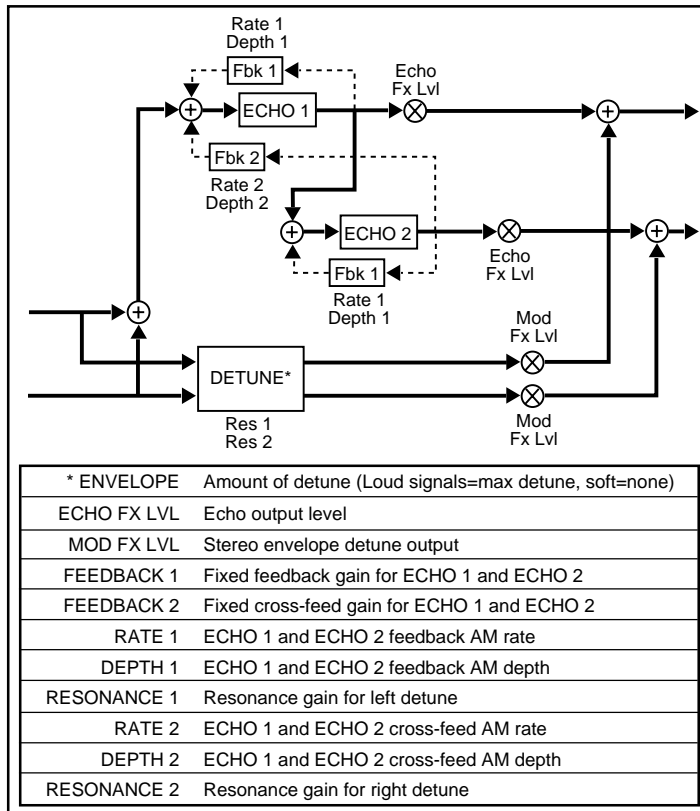 Rate 1
Depth 1
Fbk 1
Echo
Fx Lvl
ECHO 1
Fbk 2
Rate 2
Depth 2
ECHO 2
Echo
Fx Lvl
Fbk 1
Rate 1
Depth 1
Mod
Fx Lvl
DETUNE*
Mod
Fx Lvl
Res 1
Res 2
* ENVELOPE Amount of detune (Loud signals=max detune, soft=none)
ECHO FX LVL Echo output level
MOD FX LVL Stereo envelope detune output
FEEDBACK 1 Fixed feedback gain for ECHO 1 and ECHO 2
FEEDBACK 2 Fixed cross-feed gain for ECHO 1 and ECHO 2
RATE 1 ECHO 1 and ECHO 2 feedback AM rate
DEPTH 1 ECHO 1 and ECHO 2 feedback AM depth
RESONANCE 1 Resonance gain for left detune
RATE 2 ECHO 1 and ECHO 2 cross-feed AM rate
DEPTH 2 ECHO 1 and ECHO 2 cross-feed AM depth
RESONANCE 2 Resonance gain for right detune